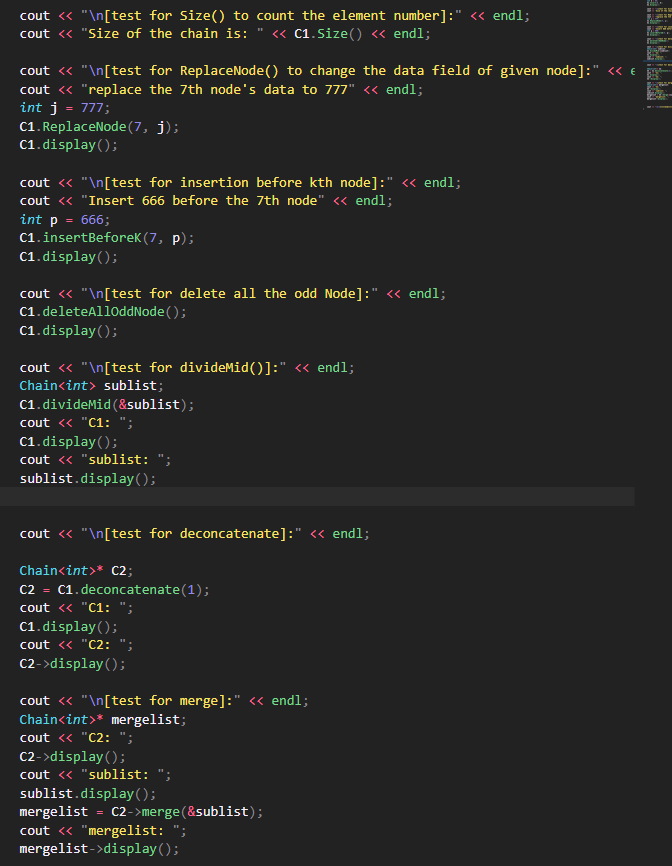 cout << "\n[test for Size() to count the element number]:" << endl;
cout << "Size of the chain is: " << C1.Size() << endl;
cout << "\n[test for ReplaceNode() to change the data field of given node]:" <<
cout << "replace the 7th node's data to 777" << endl;
int j = 777;
C1.ReplaceNode(7, j);
C1.display();
cout << "\n[test for insertion before kth node]:" << endl;
cout << "Insert 666 before the 7th node" << endl;
int p = 666;
C1.insertBeforeK(7, p);
C1.display();
cout << "\n[test for delete all the odd Node]:" << endl;
C1.deleteAllOddNode();
C1.display();
cout << "\n[test for divideMid()]:" << endl;
Chain<int> sublist;
C1.divideMid(&sublist);
cout << "C1: ";
C1.display();
cout << "sublist: ";
sublist.display();
cout << "\n[test for deconcatenate]:" << endl;
Chain<int>* C2;
C2 = C1.deconcatenate(1);
cout << "C1: ";
C1.display();
cout << "C2: ";
C2->display();
cout << "\n[test for merge]:" << endl;
Chain<int>* mergelist;
cout << "C2: ";
C2->display();
cout << "sublist: ";
sublist.display();
mergelist = C2->merge(&sublist);
cout << "mergelist: ";
mergelist->display();